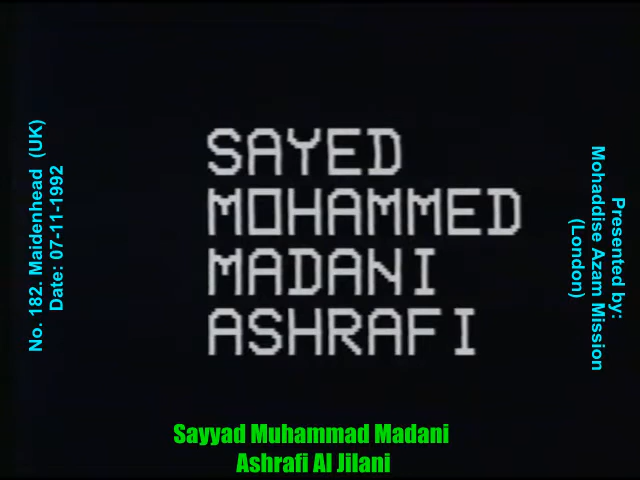 No. 182. Maidenhead (UK)
Date: 07-11-1992
SAYED
MOHAMMED
MADANI
ASHRAFI
Presented by:
Mohaddise Azam Mission
(London)
Sayyad Muhammad Madani
Ashrafi Al Jilani